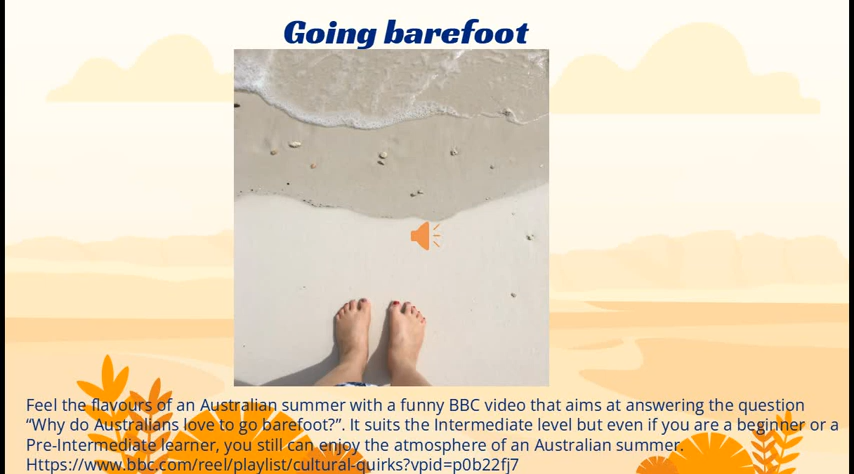 Going barefoot
Feel the flavours of an Australian summer with a funny BBC video that aims at answering the question
“Why do Australians love to go barefoot?”. It suits the Intermediate level but even if you are a beginner or a
Pre-Intermediate learner, you still can enjoy the atmosphere of an Australian summer.
Https://www.bbc.com/reel/playlist/cultural-quirks?vpid=p0b22fj7